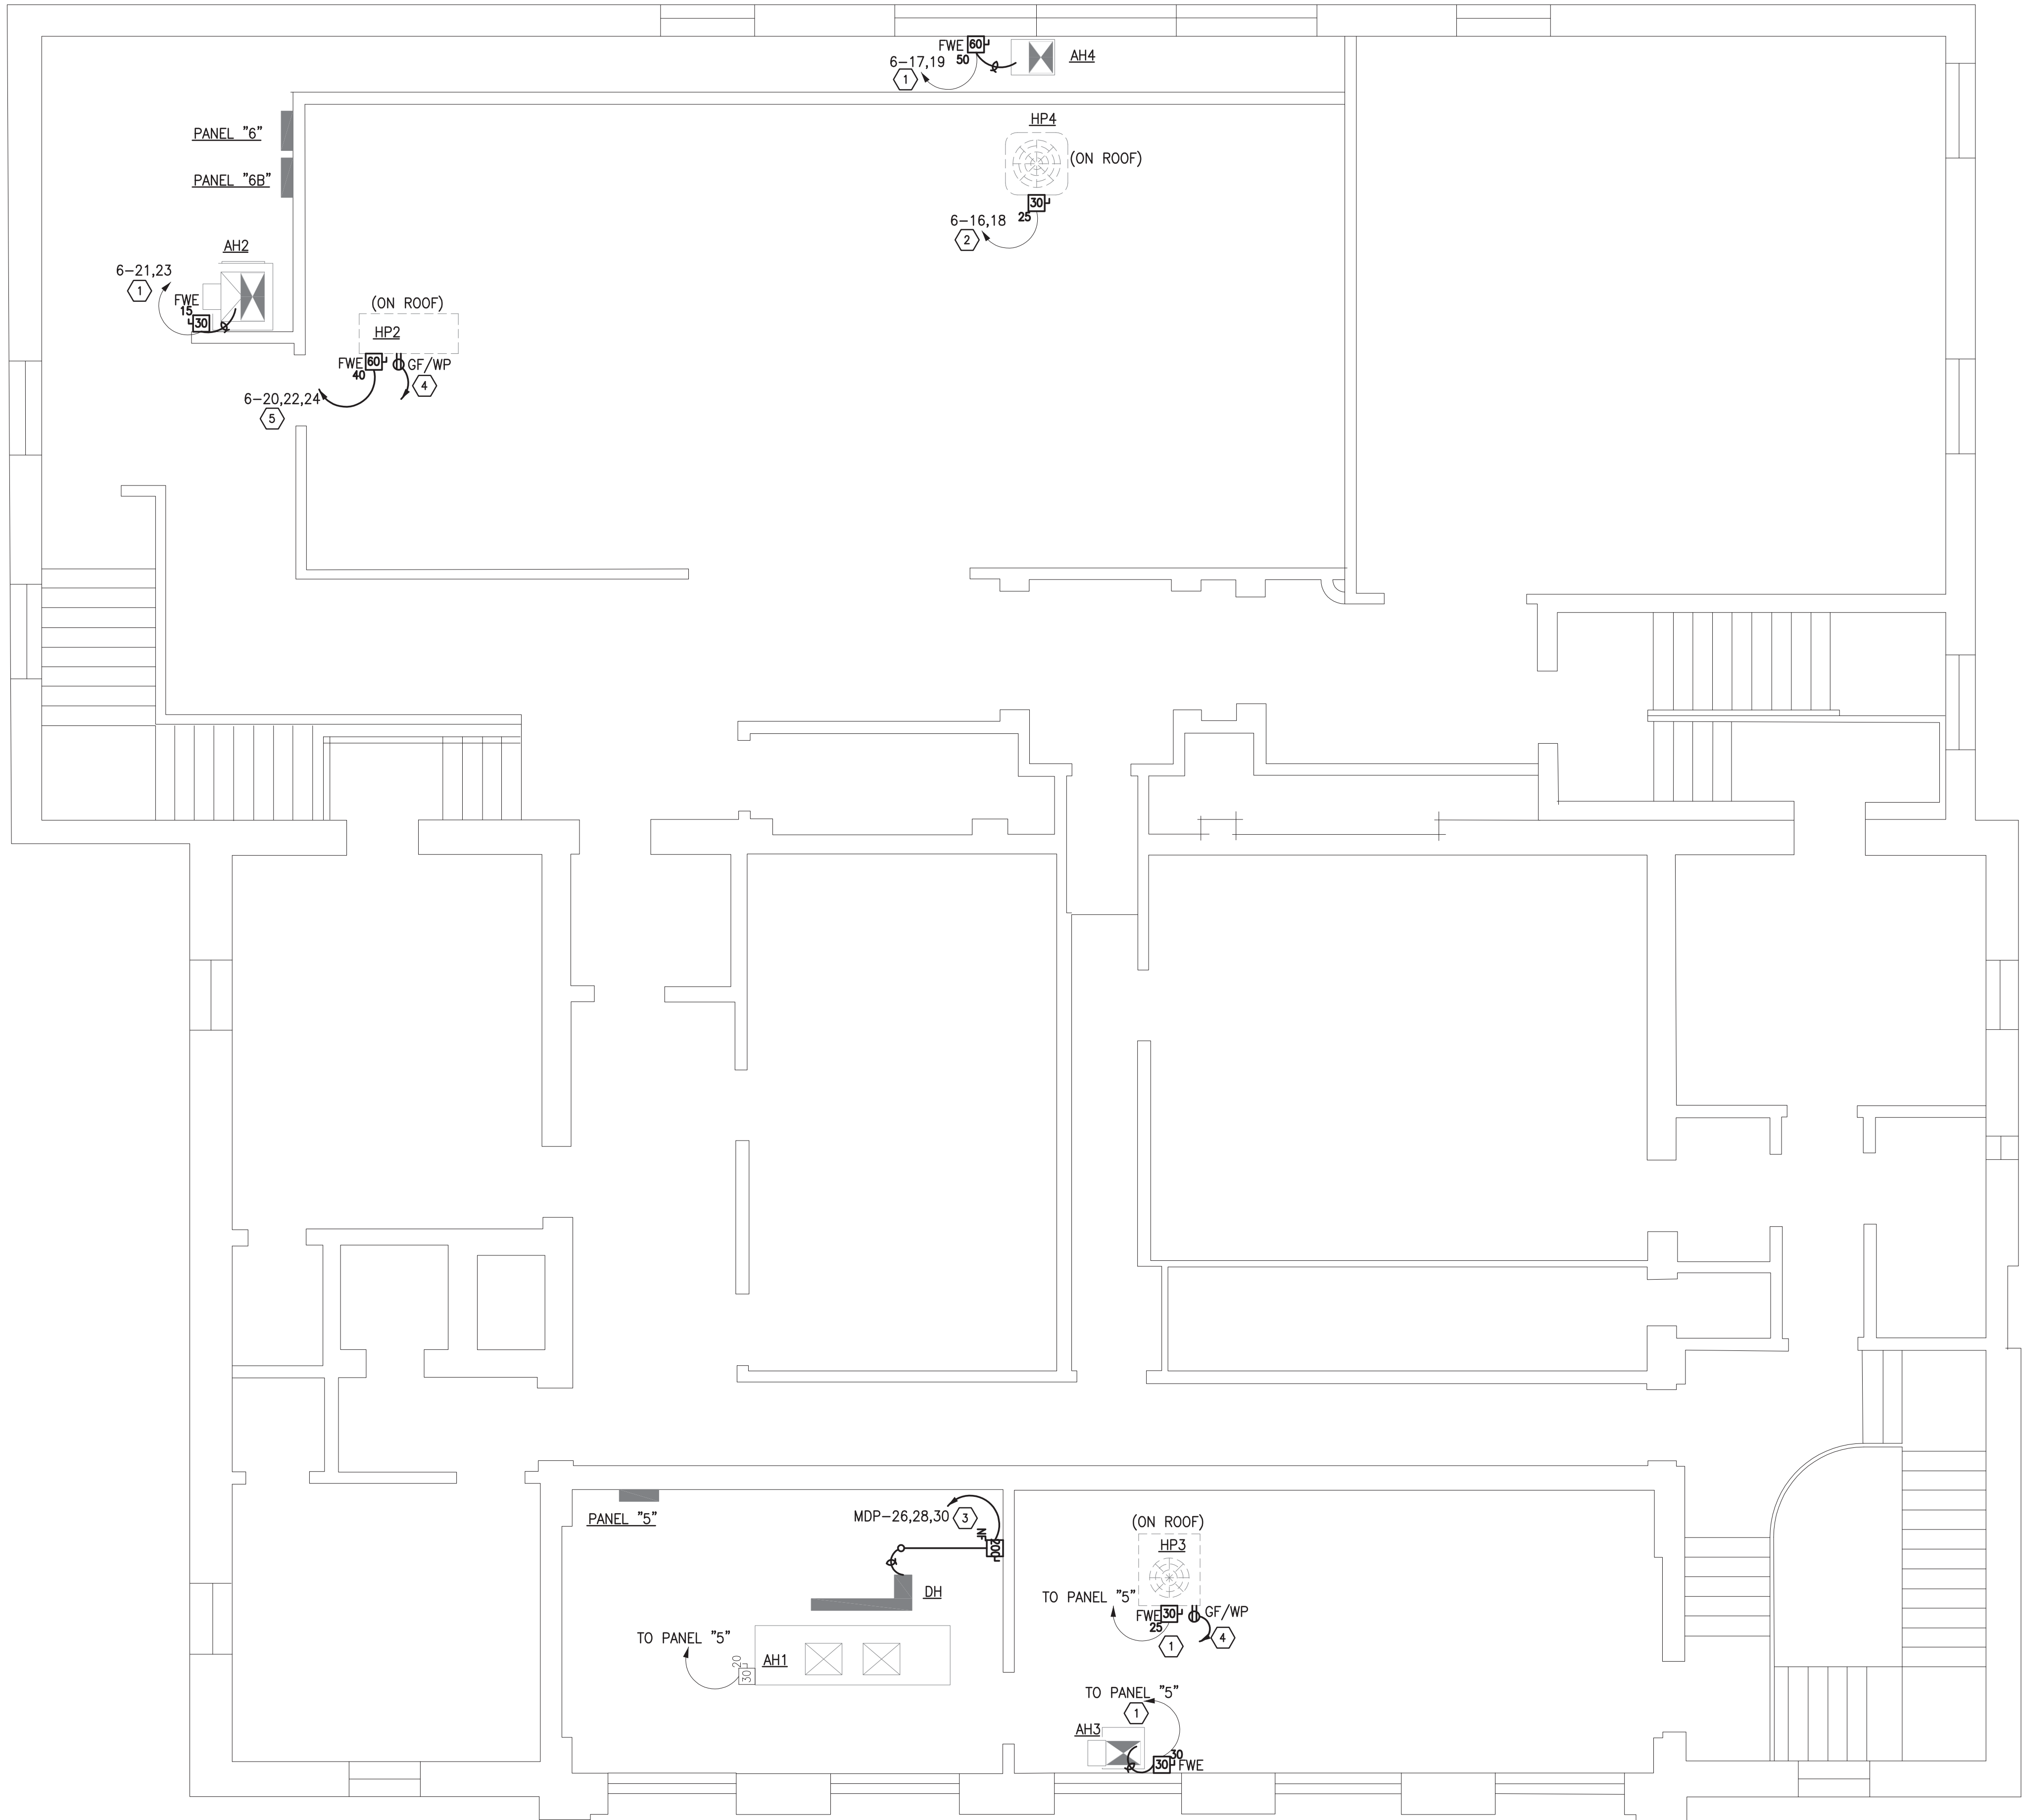 FWE 60
50
AH4
6-17,19
1
PANEL "6"
PANEL "6B"
HP4
(ON ROOF)
30
25
6-16,18
2
AH2
6-21,23
1
FWE
15
30
(ON ROOF)
HP2
FWE 60
40
GF/WP
4
6-20,22,24
5
PANEL "5"
MDP-26,28,30
3
NF
200
DH
(ON ROOF)
HP3
TO PANEL "5"
FWE 30
25
GF/WP
1
4
TO PANEL "5"
20
30
AH1
TO PANEL "5"
1
AH3
30
30
FWE